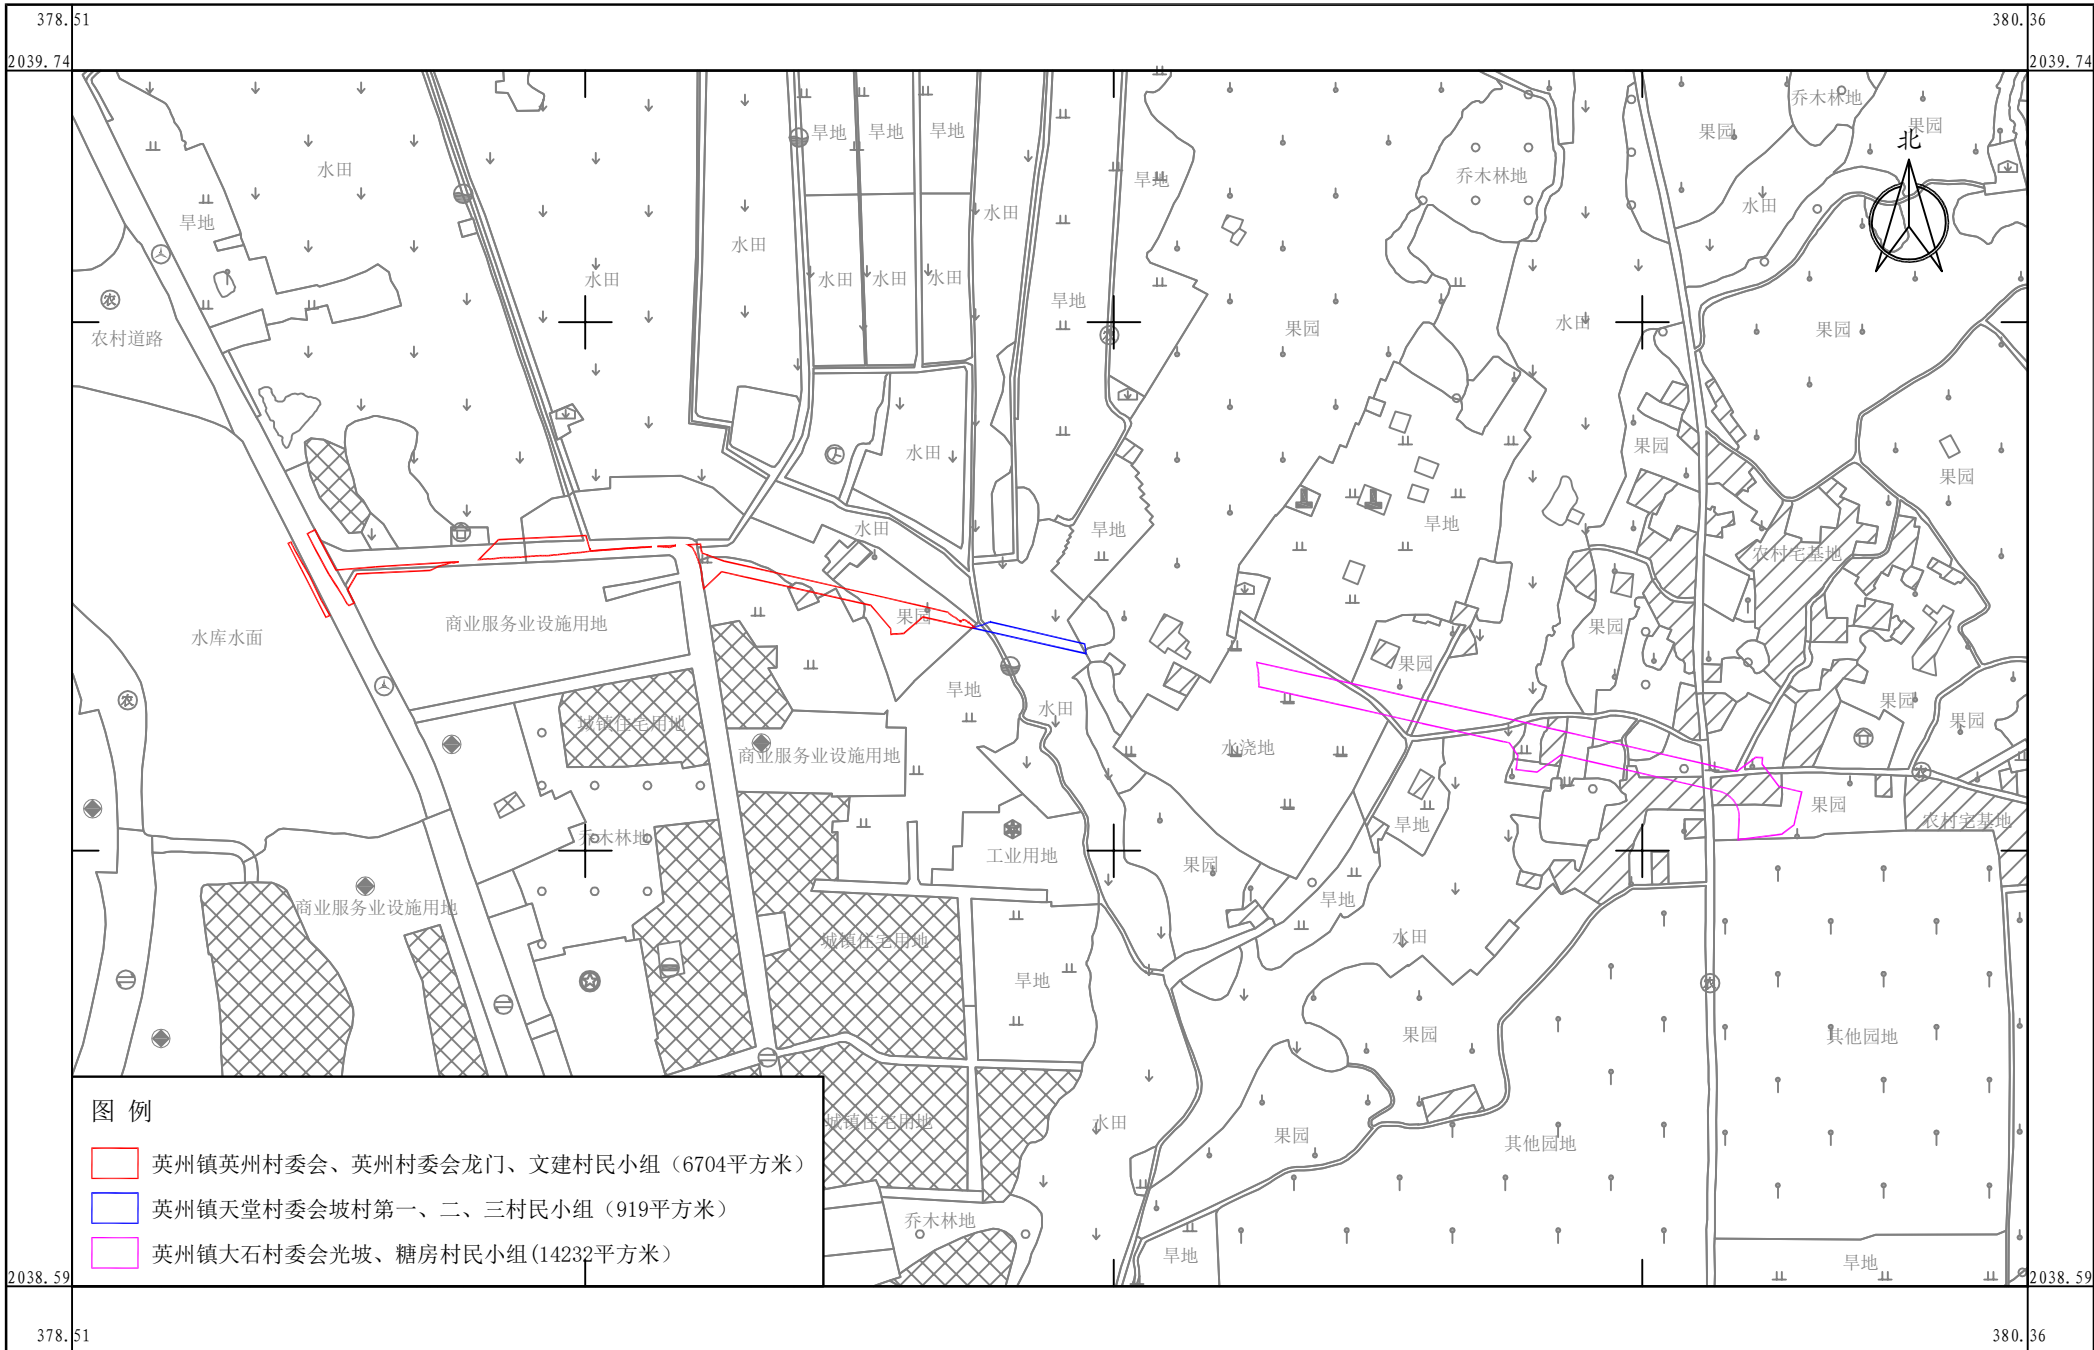 378.51
380.36
2039.74
2039.74
乔木林地
果园
果园
北
旱地
旱地
旱地
水田
乔木林地
旱地
水田
水田
旱地
水田
水田
水田
水田
水田
旱地
农
果园
水田
果园
农村道路
果园
水田
果园
旱地
水田
旱地
农村宅基地
果园
商业服务业设施用地
果园
水库水面
果园
旱地
农
果园
水田
果园
城镇住宅用地
水浇地
商业服务业设施用地
农
果园
农村宅基地
旱地
乔木林地
工业用地
果园
旱地
商业服务业设施用地
水田
城镇住宅用地
旱地
农
果园
其他园地
图 例
城镇住宅用地
水田
果园
其他园地
英州镇英州村委会、英州村委会龙门、文建村民小组（6704平方米）
英州镇天堂村委会坡村第一、二、三村民小组（919平方米）
乔木林地
英州镇大石村委会光坡、糖房村民小组(14232平方米）
旱地
旱地
2038.59
2038.59
378.51
380.36